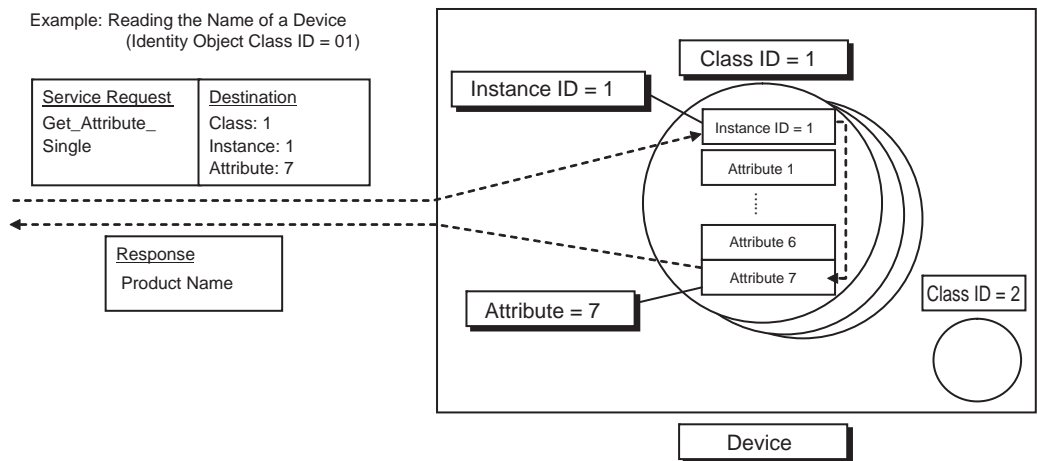 Example: Reading the Name of a Device
(Identity Object Class ID = 01)
Service Request
Get_Attribute_
Single
Destination
Class: 1
Instance: 1
Attribute: 7
Response
Product Name
Class ID = 1
Instance ID = 1
Instance ID = 1
Attribute 1
Attribute 6
Attribute 7
Attribute = 7
Class ID = 2
Device